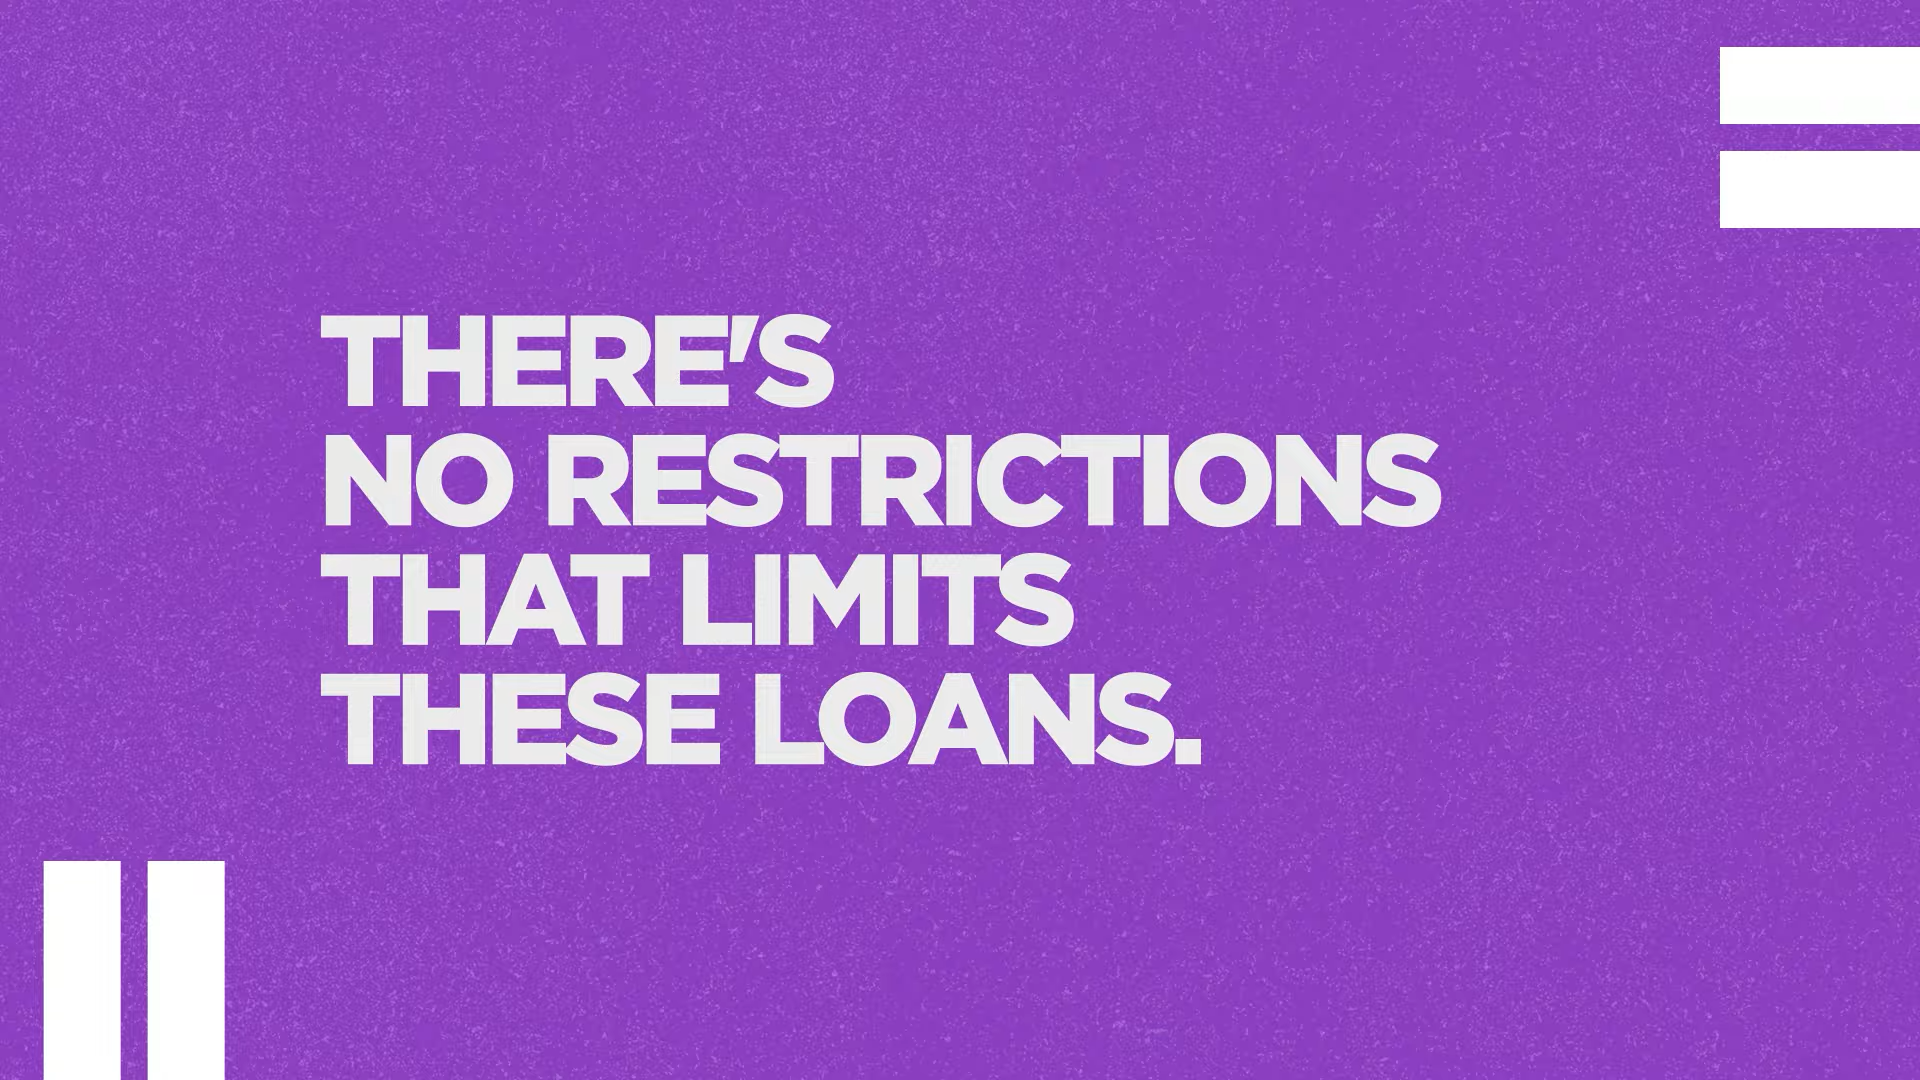 THERE'S
NO RESTRICTIONS
THAT LIMITS
THESE LOANS.